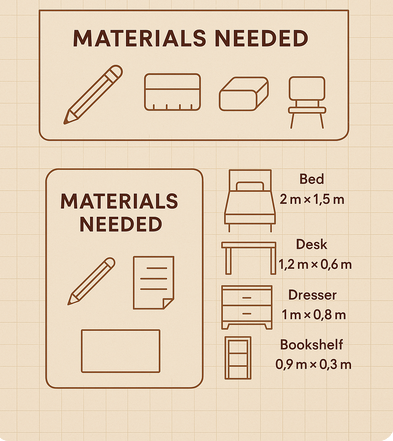 MATERIALS NEEDED
MATERIALS
NEEDED
Bed
2 m × 1,5 m
Desk
1,2 m × 0,6 m
Dresser
1 m × 0,8 m
Bookshelf
0,9 m × 0,3 m